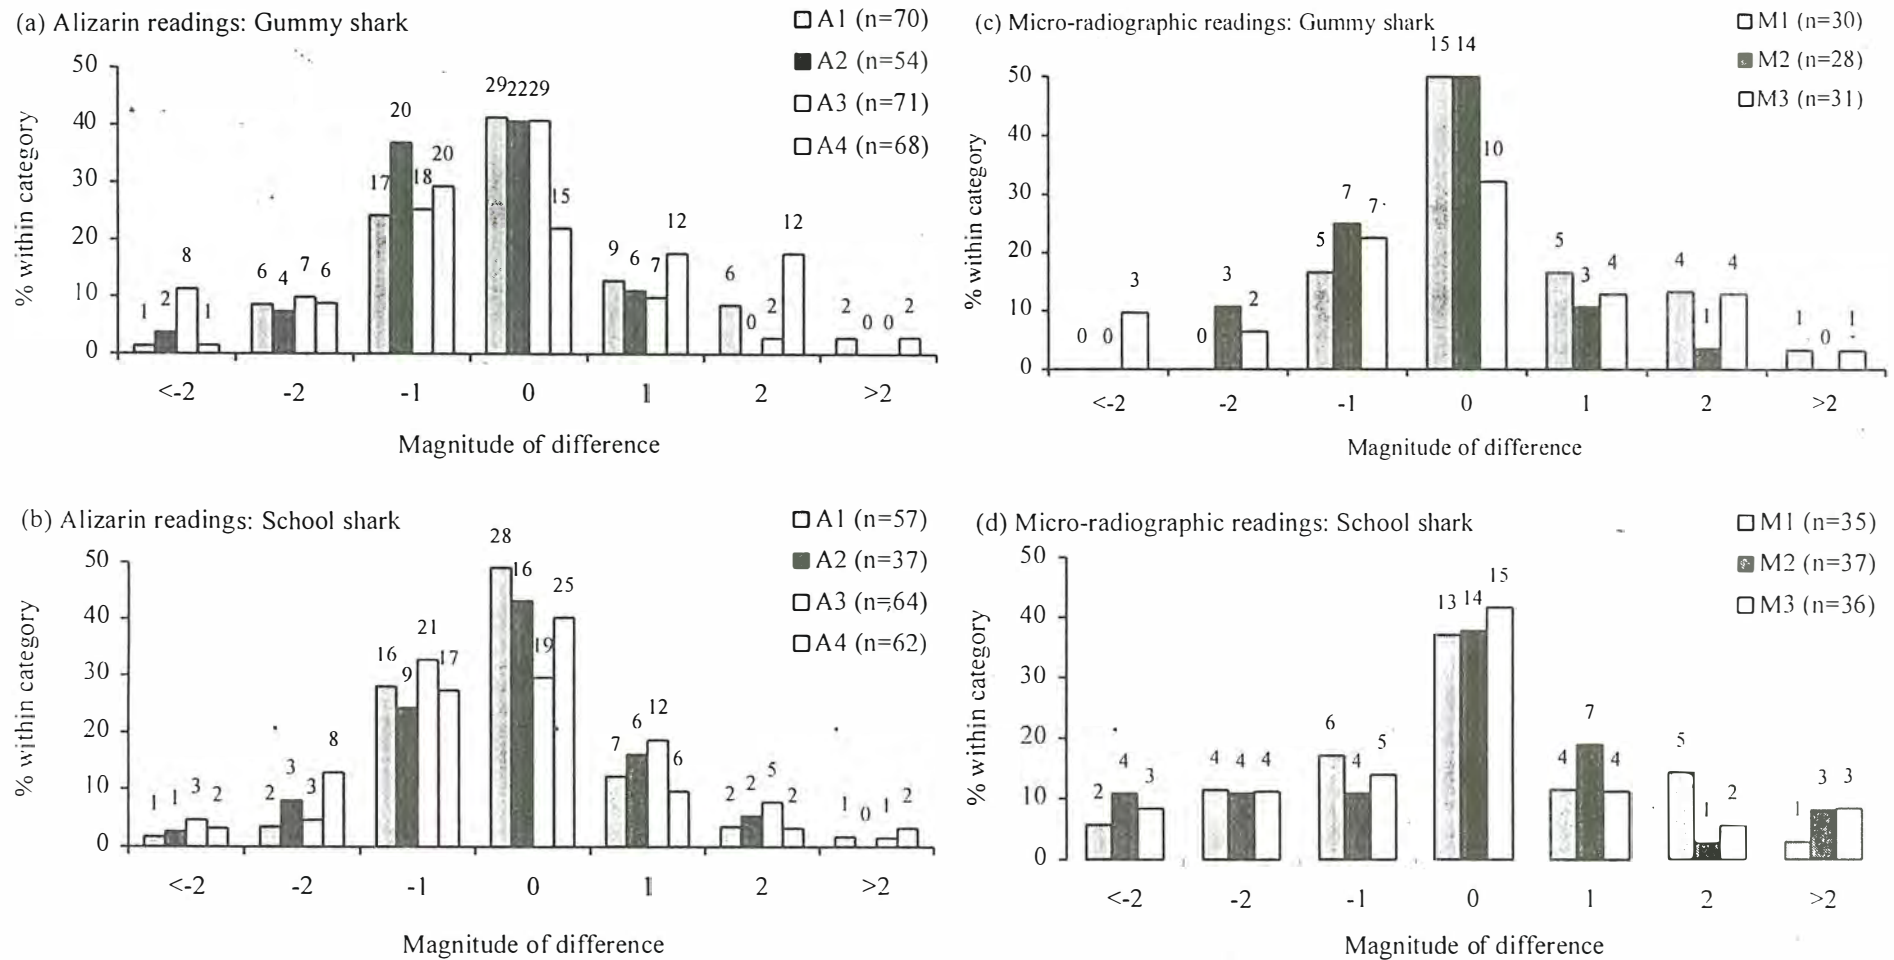 (a) Alizarin readings: Gummy shark
A1 (n=70)
A2 (n=54)
A3 (n=71)
A4 (n=68)
% within category
50
40
30
20
10
0
1 2 8 1
6 4 7 6
17 20 18 20
29 22 29 15
9 6 7 12
6 0 2 12
2 0 0 2
<-2 -2 -1 0 1 2 >2
Magnitude of difference
(b) Alizarin readings: School shark
A1 (n=57)
A2 (n=37)
A3 (n=64)
A4 (n=62)
% within category
50
40
30
20
10
0
1 1 3 2
2 3 3 8
16 9 21 17
28 16 19 25
7 6 12 6
2 2 5 2
1 0 1 2
<-2 -2 -1 0 1 2 >2
Magnitude of difference
(c) Micro-radiographic readings: Gummy shark
M1 (n=30)
M2 (n=28)
M3 (n=31)
% within category
50
40
30
20
10
0
0 0 3
0 3 2
5 7 7
15 14 10
5 3 4
4 1 4
1 0 1
<-2 -2 -1 0 1 2 >2
Magnitude of difference
(d) Micro-radiographic readings: School shark
M1 (n=35)
M2 (n=37)
M3 (n=36)
% within category
50
40
30
20
10
0
2 4 3
4 4 4
6 4 5
13 14 15
4 7 4
5 1 2
1 3 3
<-2 -2 -1 0 1 2 >2
Magnitude of difference